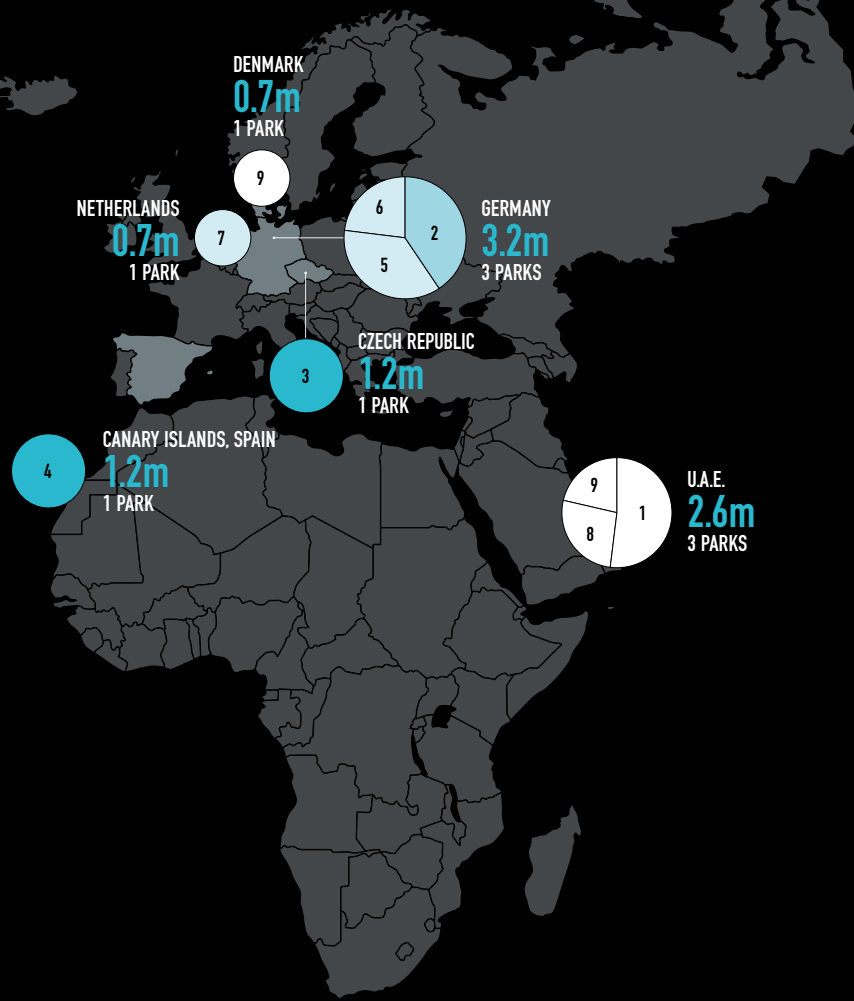 DENMARK
0.7m
1 PARK
9
NETHERLANDS
0.7m
1 PARK
7
6
2
5
GERMANY
3.2m
3 PARKS
CZECH REPUBLIC
1.2m
1 PARK
3
CANARY ISLANDS, SPAIN
1.2m
1 PARK
4
9
1
8
U.A.E.
2.6m
3 PARKS